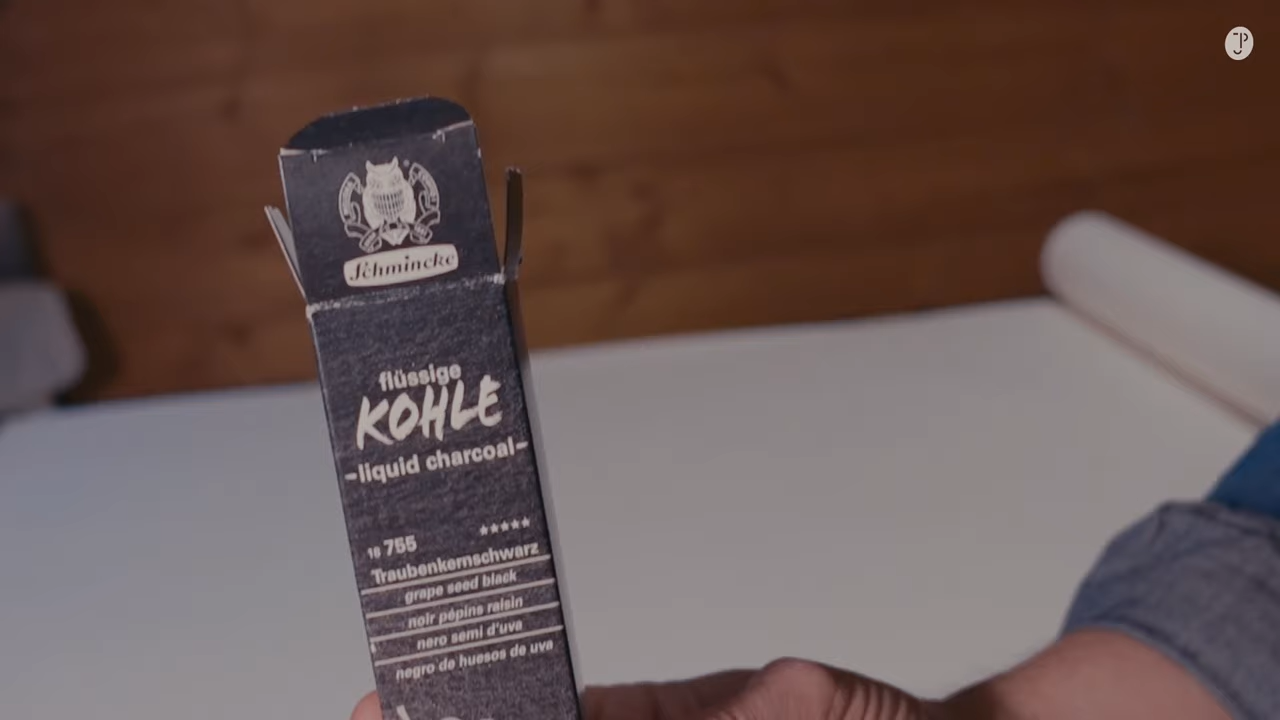 Schmincke
flüssige
KOHLE
-liquid charcoal-
★★★★★
18 755
Traubenkernschwarz
grape seed black
noir pépins raisin
nero semi d'uva
negro de huesos de uva